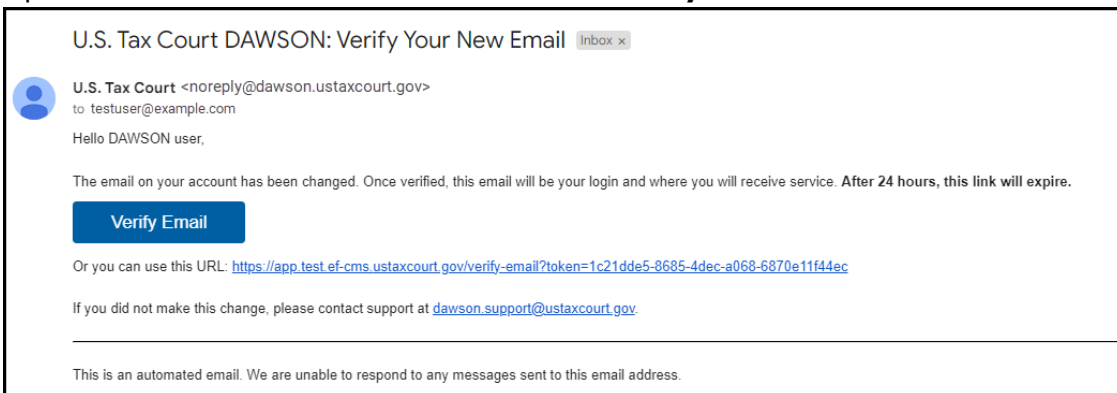 U.S. Tax Court DAWSON: Verify Your New Email Inbox x
U.S. Tax Court <noreply@dawson.ustaxcourt.gov>
to testuser@example.com
Hello DAWSON user,
The email on your account has been changed. Once verified, this email will be your login and where you will receive service. After 24 hours, this link will expire.
Verify Email
Or you can use this URL: https://app.test.ef-cms.ustaxcourt.gov/verify-email?token=1c21dde5-8685-4dec-a068-6870e11f44ec
If you did not make this change, please contact support at dawson.support@ustaxcourt.gov.
This is an automated email. We are unable to respond to any messages sent to this email address.